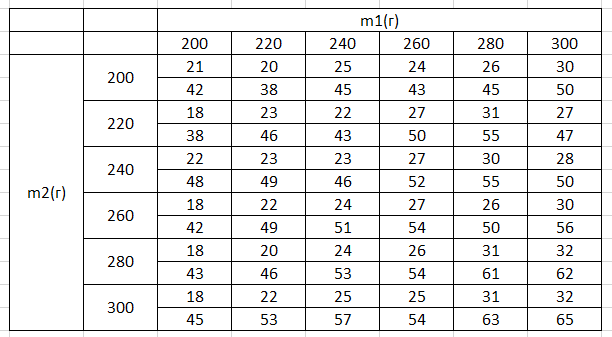 m1(г)
200 220 240 260 280 300
m2(г)
200
21 20 25 24 26 30
42 38 45 43 45 50
220
18 23 22 27 31 27
38 46 43 50 55 47
240
22 23 23 27 30 28
48 49 46 52 55 50
260
18 22 24 27 26 30
42 49 51 54 50 56
280
18 20 24 26 31 32
43 46 53 54 61 62
300
18 22 25 25 31 32
45 53 57 54 63 65